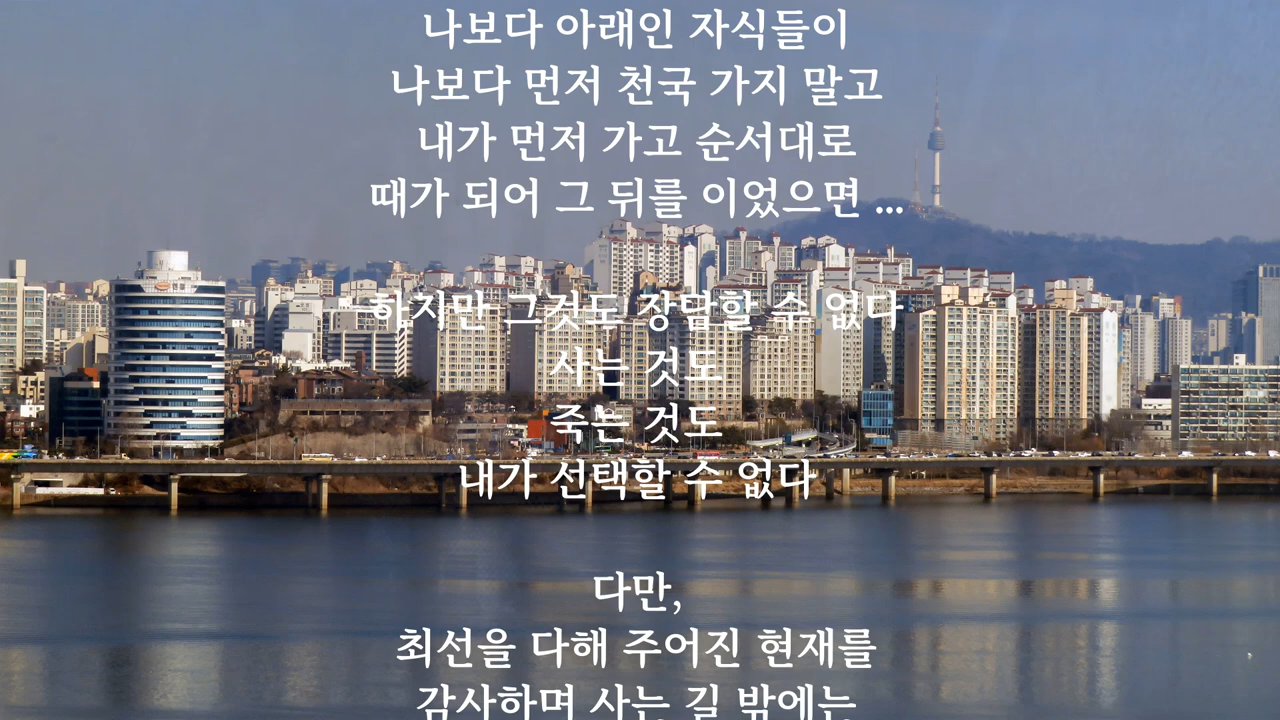 나보다 아래인 자식들이
나보다 먼저 천국 가지 말고
내가 먼저 가고 순서대로
때가 되어 그 뒤를 이었으면 ...
하지만 그것도 장담할 수 없다
사는 것도
죽는 것도
내가 선택할 수 없다
다만,
최선을 다해 주어진 현재를
감사하며 사는 길 밖에는